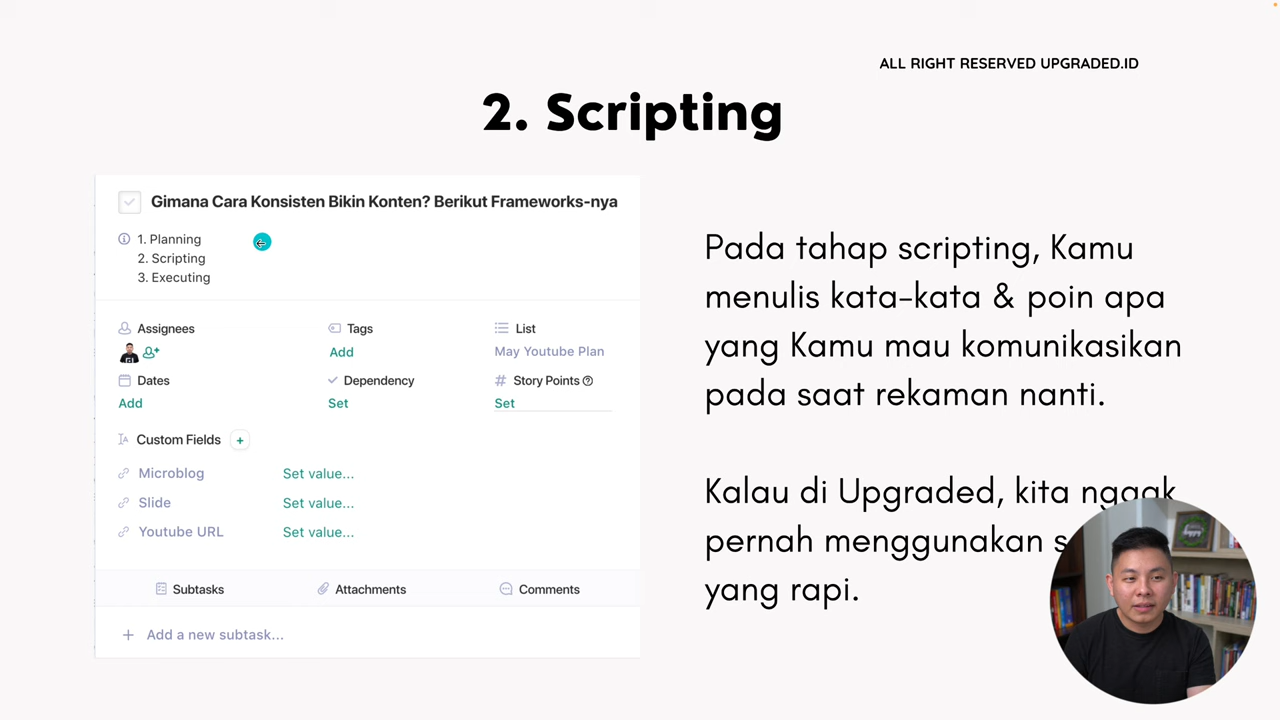 ALL RIGHT RESERVED UPGRADED.ID
2. Scripting
Gimana Cara Konsisten Bikin Konten? Berikut Frameworks-nya
1. Planning
2. Scripting
3. Executing
Assignees
Tags
List
Add
May Youtube Plan
Dates
Dependency
Story Points
Add
Set
Set
Custom Fields
Microblog Set value...
Slide Set value...
Youtube URL Set value...
Subtasks
Attachments
Comments
Add a new subtask...
Pada tahap scripting, Kamu
menulis kata-kata & poin apa
yang Kamu mau komunikasikan
pada saat rekaman nanti.
Kalau di Upgraded, kita nggak
pernah menggunakan
yang rapi.